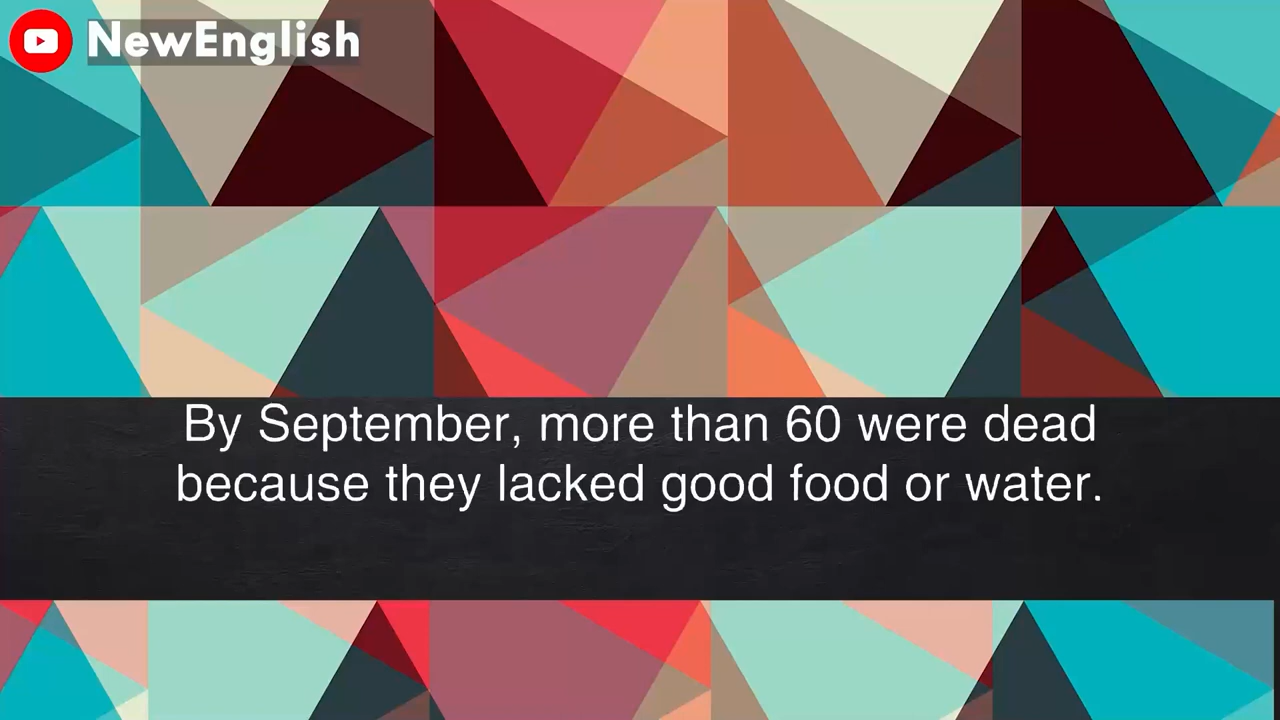 NewEnglish
By September, more than 60 were dead
because they lacked good food or water.